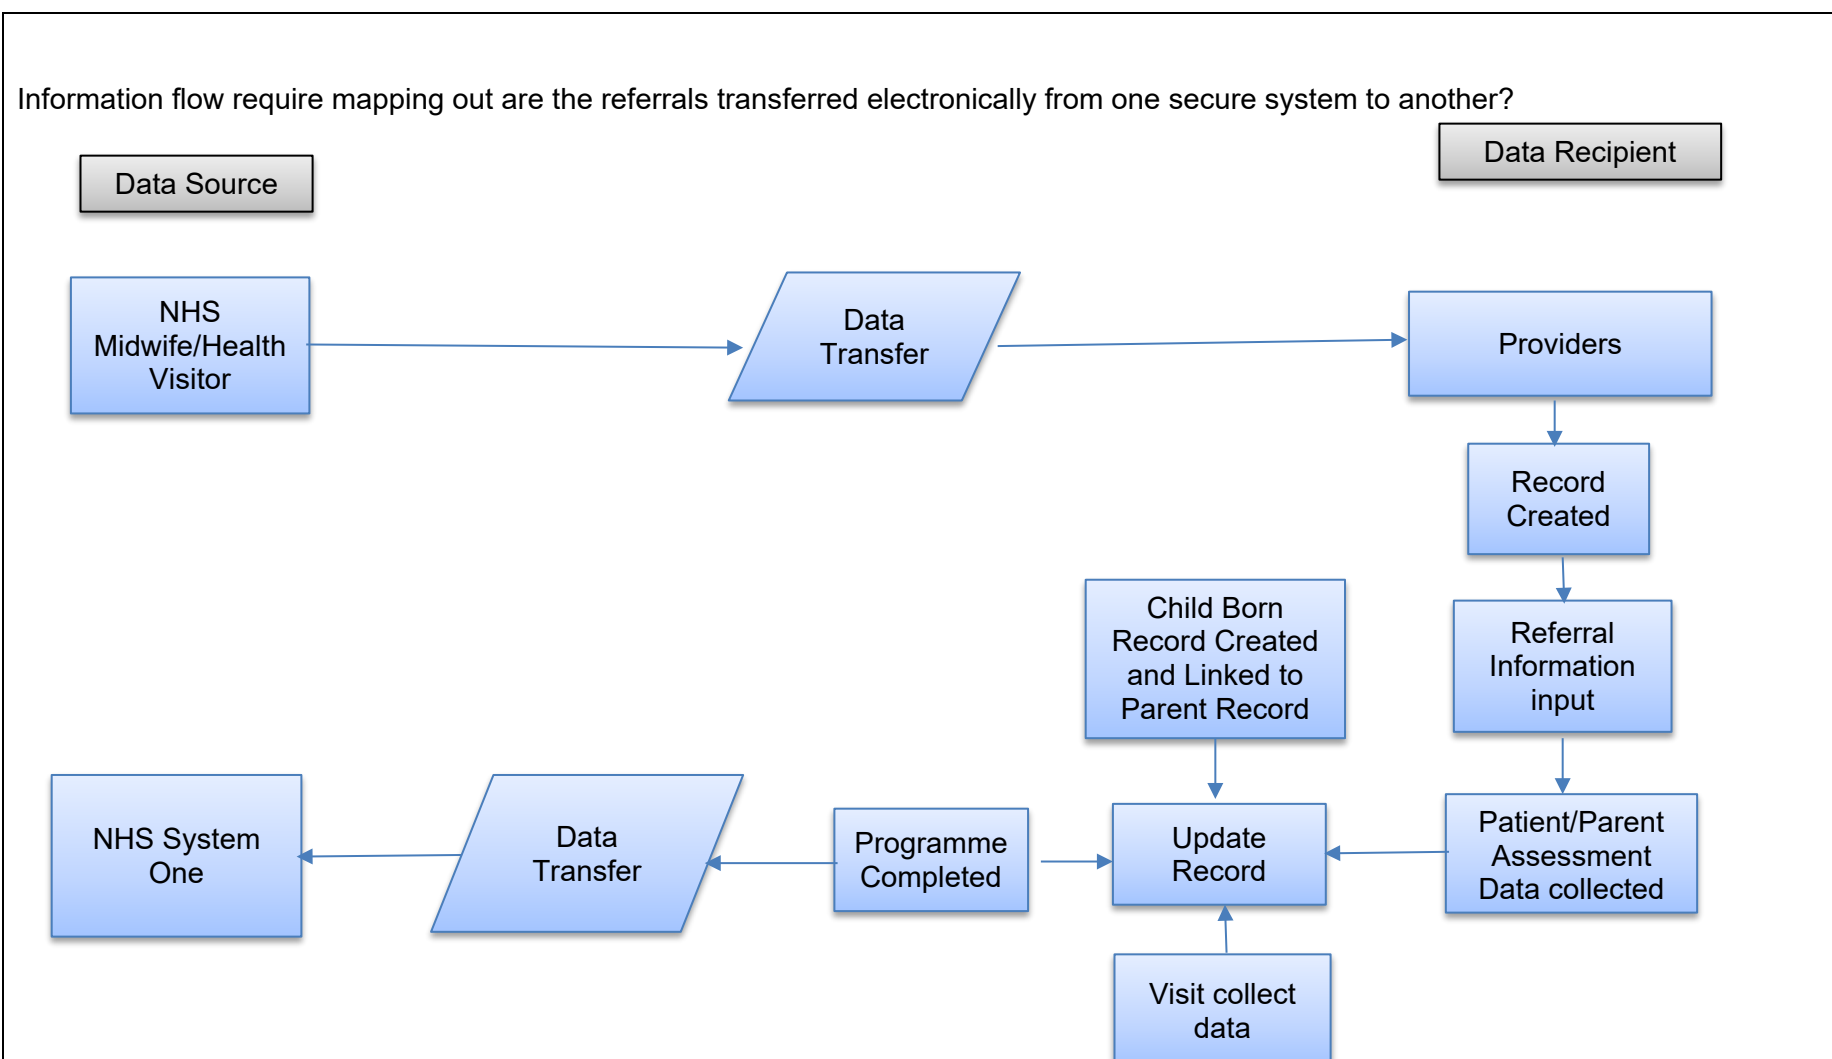 Information flow require mapping out are the referrals transferred electronically from one secure system to another?
Data Recipient
Data Source
NHS
Midwife/Health
Visitor
Data
Transfer
Providers
Record
Created
Referral
Information
input
Child Born
Record Created
and Linked to
Parent Record
Patient/Parent
Assessment
Data collected
Update
Record
Programme
Completed
Data
Transfer
NHS System
One
Visit collect
data